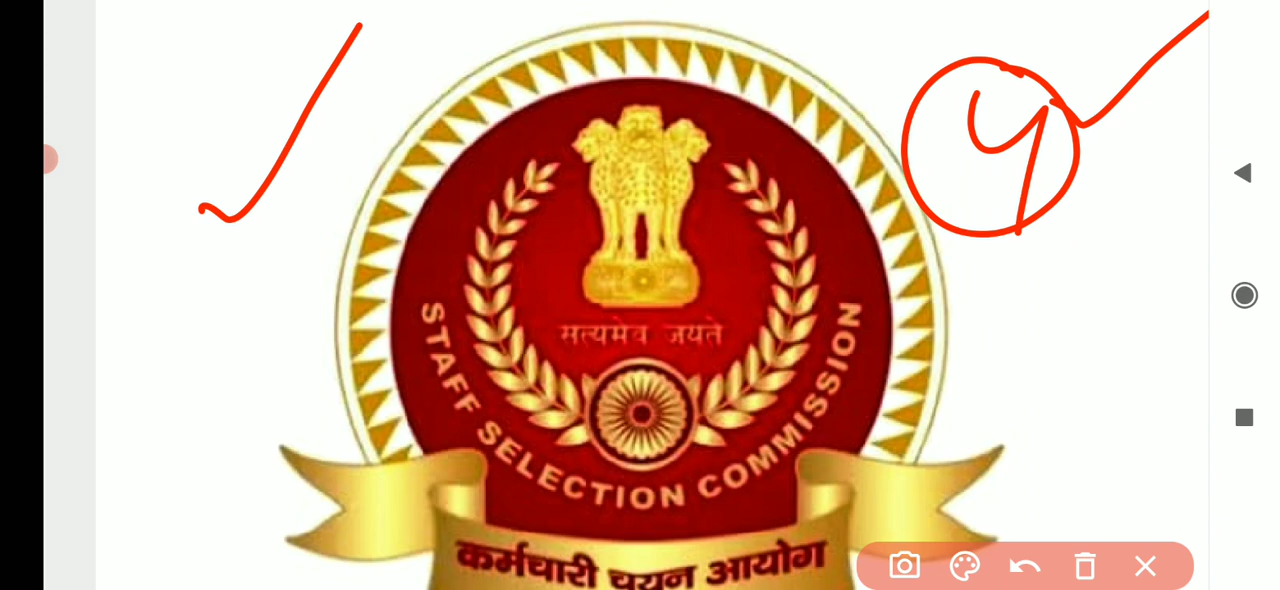 सत्यमेव जयते
STAFF SELECTION COMMISSION
कर्मचारी चयन आयोग